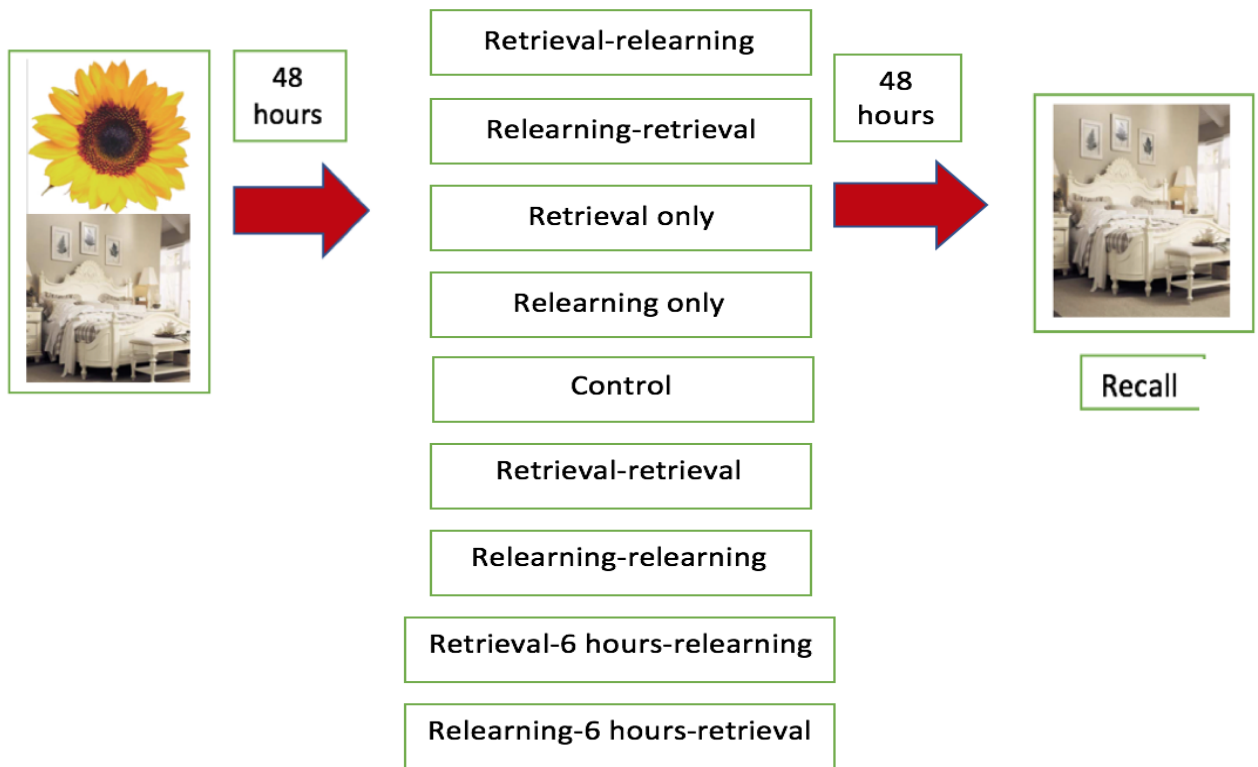 48
hours
Retrieval-relearning
Relearning-retrieval
Retrieval only
Relearning only
Control
Retrieval-retrieval
Relearning-relearning
Retrieval-6 hours-relearning
Relearning-6 hours-retrieval
48
hours
Recall